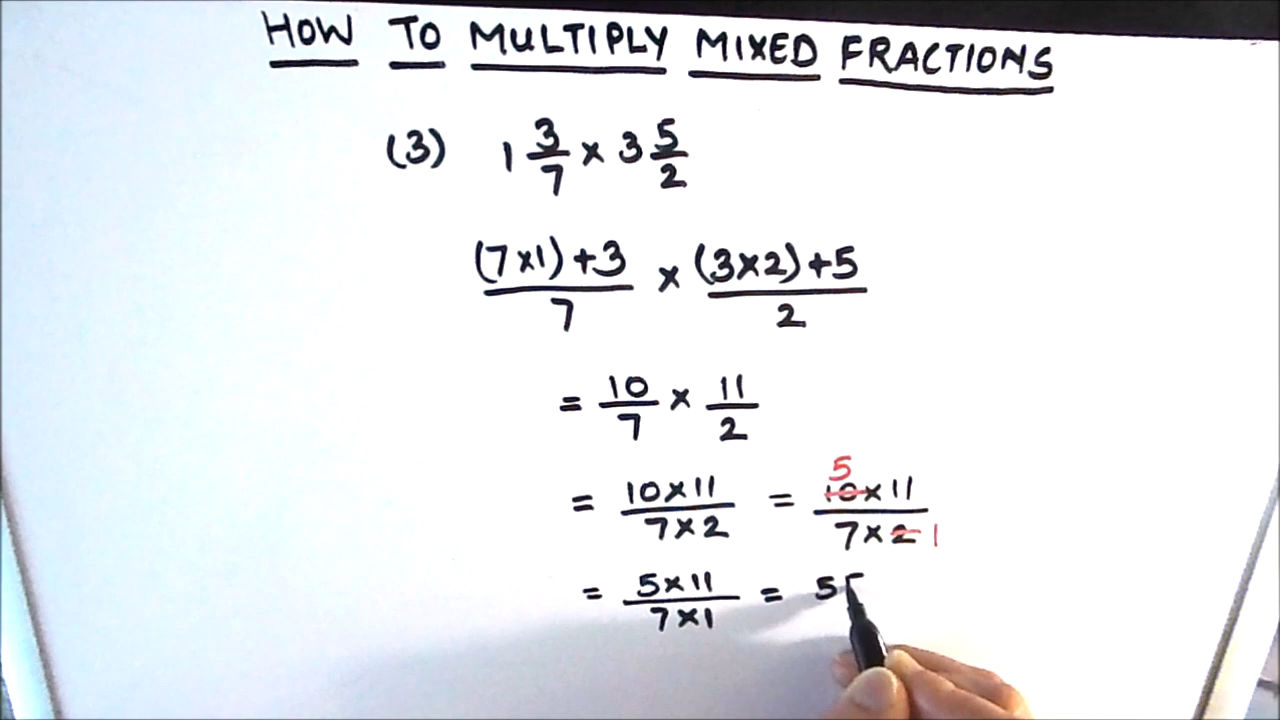 HOW TO MULTIPLY MIXED FRACTIONS
(3) 1 3/7 × 3 5/2
(7×1)+3/7 × (3×2)+5/2
= 10/7 × 11/2
= 10×11/7×2 = 5 10×11/7×2 1
= 5×11/7×1 = 55